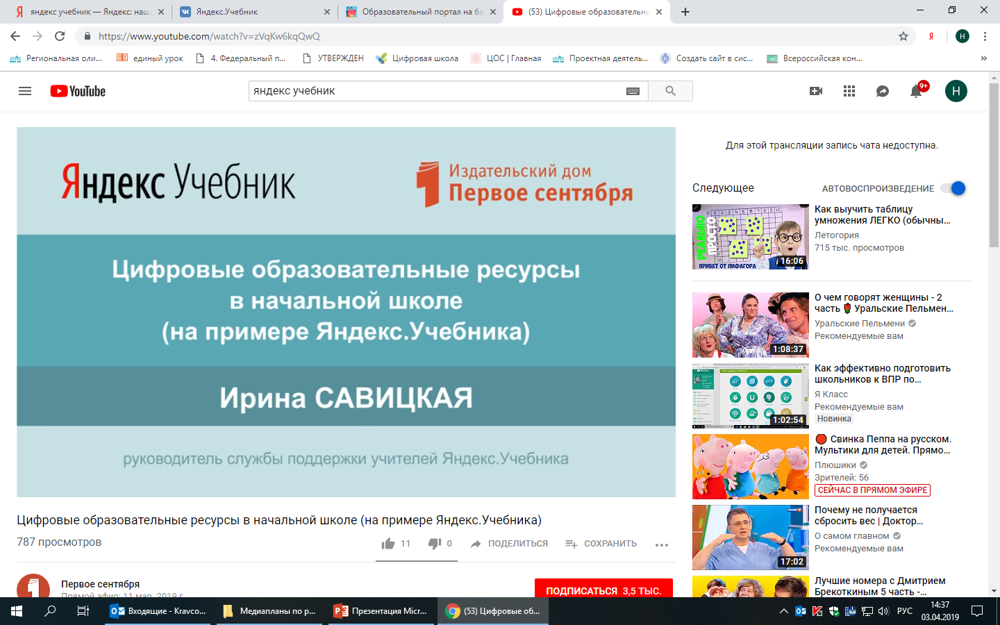 яндекс учебник — Яндекс: наш
Яндекс.Учебник
Образовательный портал на ба
(53) Цифровые образовательны
https://www.youtube.com/watch?v=zVqKw6kqQwQ
Я
Н
Региональная оли...
единый урок
4. Федеральный п...
УТВЕРЖДЕН
Цифровая школа
ЦОС | Главная
Проектная деятель...
Создать сайт в сис...
Всероссийская кон...
»
YouTube
яндекс учебник
9+
Н
Яндекс Учебник
Издательский дом
Первое сентября
Цифровые образовательные ресурсы
в начальной школе
(на примере Яндекс.Учебника)
Ирина САВИЦКАЯ
руководитель службы поддержки учителей Яндекс.Учебника
Цифровые образовательные ресурсы в начальной школе (на примере Яндекс.Учебника)
787 просмотров
11
0
ПОДЕЛИТЬСЯ
СОХРАНИТЬ
Первое сентября
Прямой эфир: 11 мар. 2019 г.
ПОДПИСАТЬСЯ 3,5 ТЫС.
Для этой трансляции запись чата недоступна.
Следующее
АВТОВОСПРОИЗВЕДЕНИЕ
РЕАЛЬНО
ПРОСТО
ПРИВЕТ ОТ ПИФАГОРА
16:06
Как выучить таблицу
умножения ЛЕГКО (обычны...
Летогория
715 тыс. просмотров
1:08:37
О чем говорят женщины - 2
часть 🌹 Уральские Пельмен...
Уральские Пельмени
Рекомендуемые вам
1:02:54
Как эффективно подготовить
школьников к ВПР по...
Я Класс
Рекомендуемые вам
Новинка
Свинка Пеппа на русском.
Мультики для детей. Прямо...
Плюшики
Зрителей: 56
СЕЙЧАС В ПРЯМОМ ЭФИРЕ
17:02
Почему не получается
сбросить вес | Доктор...
О самом главном
Рекомендуемые вам
Лучшие номера с Дмитрием
Брекоткиным 5 часть -...
Входящие - Kravco...
Медиапланы по р...
Презентация Micr...
(53) Цифровые об...
РУС
14:37
03.04.2019